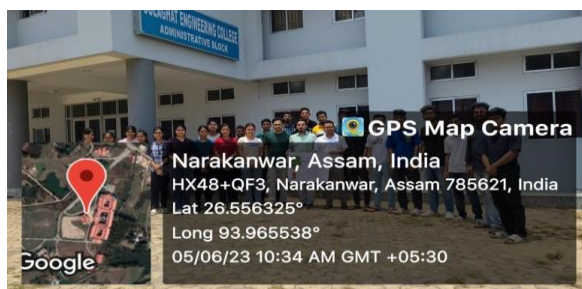 GOLAGHAT ENGINEERING COLLEGE
ADMINISTRATIVE BLOCK
GPS Map Camera
Narakanwar, Assam, India
HX48+QF3, Narakanwar, Assam 785621, India
Lat 26.556325°
Long 93.965538°
05/06/23 10:34 AM GMT +05:30
Google